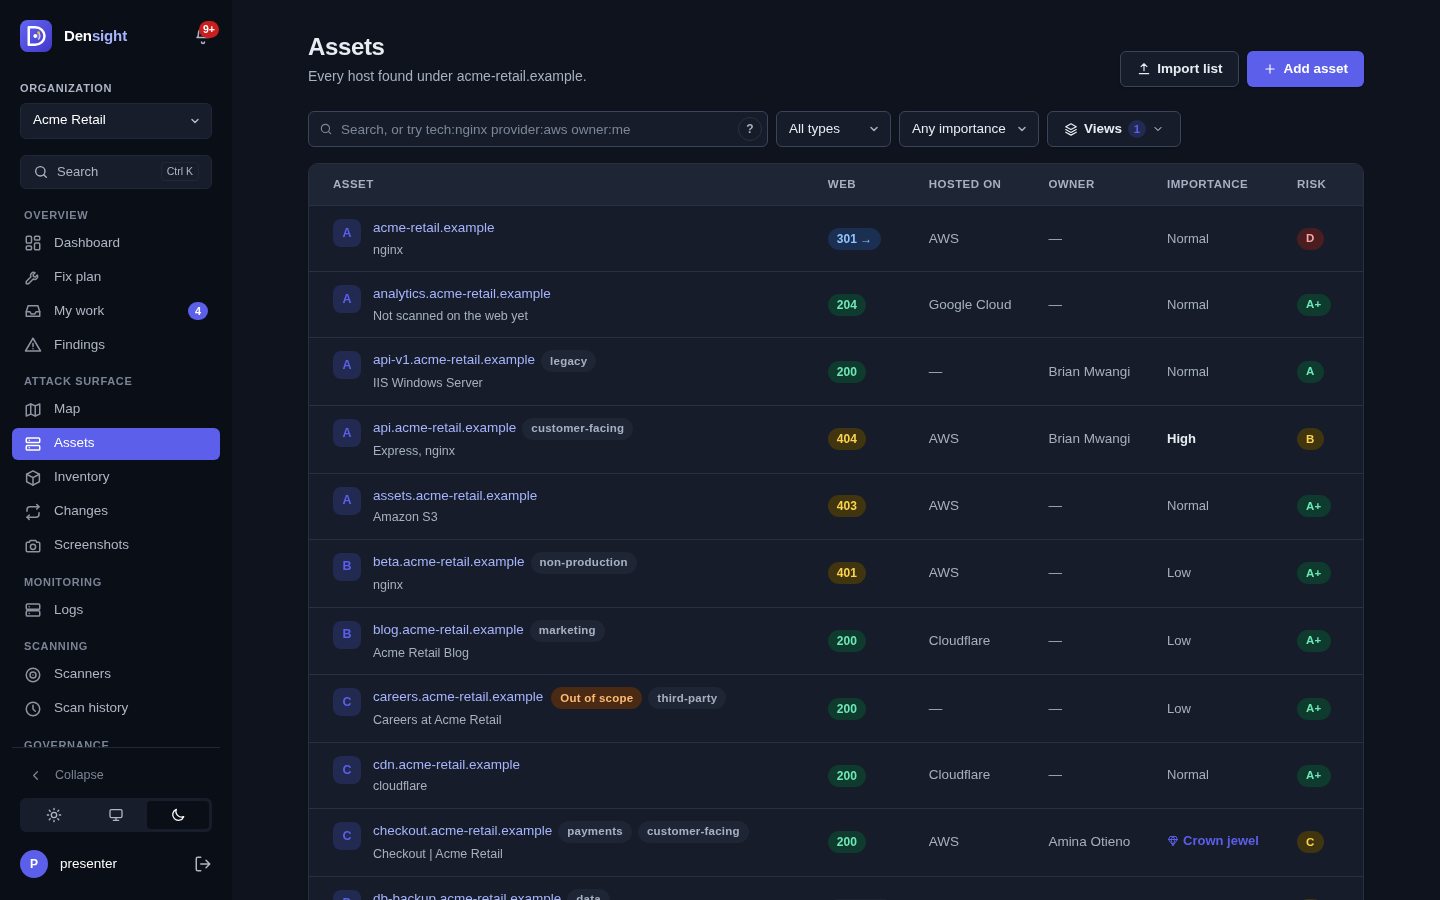 Densight
9+
ORGANIZATION
Acme Retail
Search
Ctrl K
OVERVIEW
Dashboard
Fix plan
My work
4
Findings
ATTACK SURFACE
Map
Assets
Inventory
Changes
Screenshots
MONITORING
Logs
SCANNING
Scanners
Scan history
GOVERNANCE
Collapse
P
presenter
Assets
Every host found under acme-retail.example.
Import list
Add asset
Search, or try tech:nginx provider:aws owner:me
?
All types
Any importance
Views 1
ASSET WEB HOSTED ON OWNER IMPORTANCE RISK
A acme-retail.example 301 → AWS — Normal D
nginx
A analytics.acme-retail.example 204 Google Cloud — Normal A+
Not scanned on the web yet
A api-v1.acme-retail.example legacy 200 — Brian Mwangi Normal A
IIS Windows Server
A api.acme-retail.example customer-facing 404 AWS Brian Mwangi High B
Express, nginx
A assets.acme-retail.example 403 AWS — Normal A+
Amazon S3
B beta.acme-retail.example non-production 401 AWS — Low A+
nginx
B blog.acme-retail.example marketing 200 Cloudflare — Low A+
Acme Retail Blog
C careers.acme-retail.example Out of scope third-party 200 — — Low A+
Careers at Acme Retail
C cdn.acme-retail.example 200 Cloudflare — Normal A+
cloudflare
C checkout.acme-retail.example payments customer-facing 200 AWS Amina Otieno Crown jewel C
Checkout | Acme Retail
db-backup.acme-retail.example data